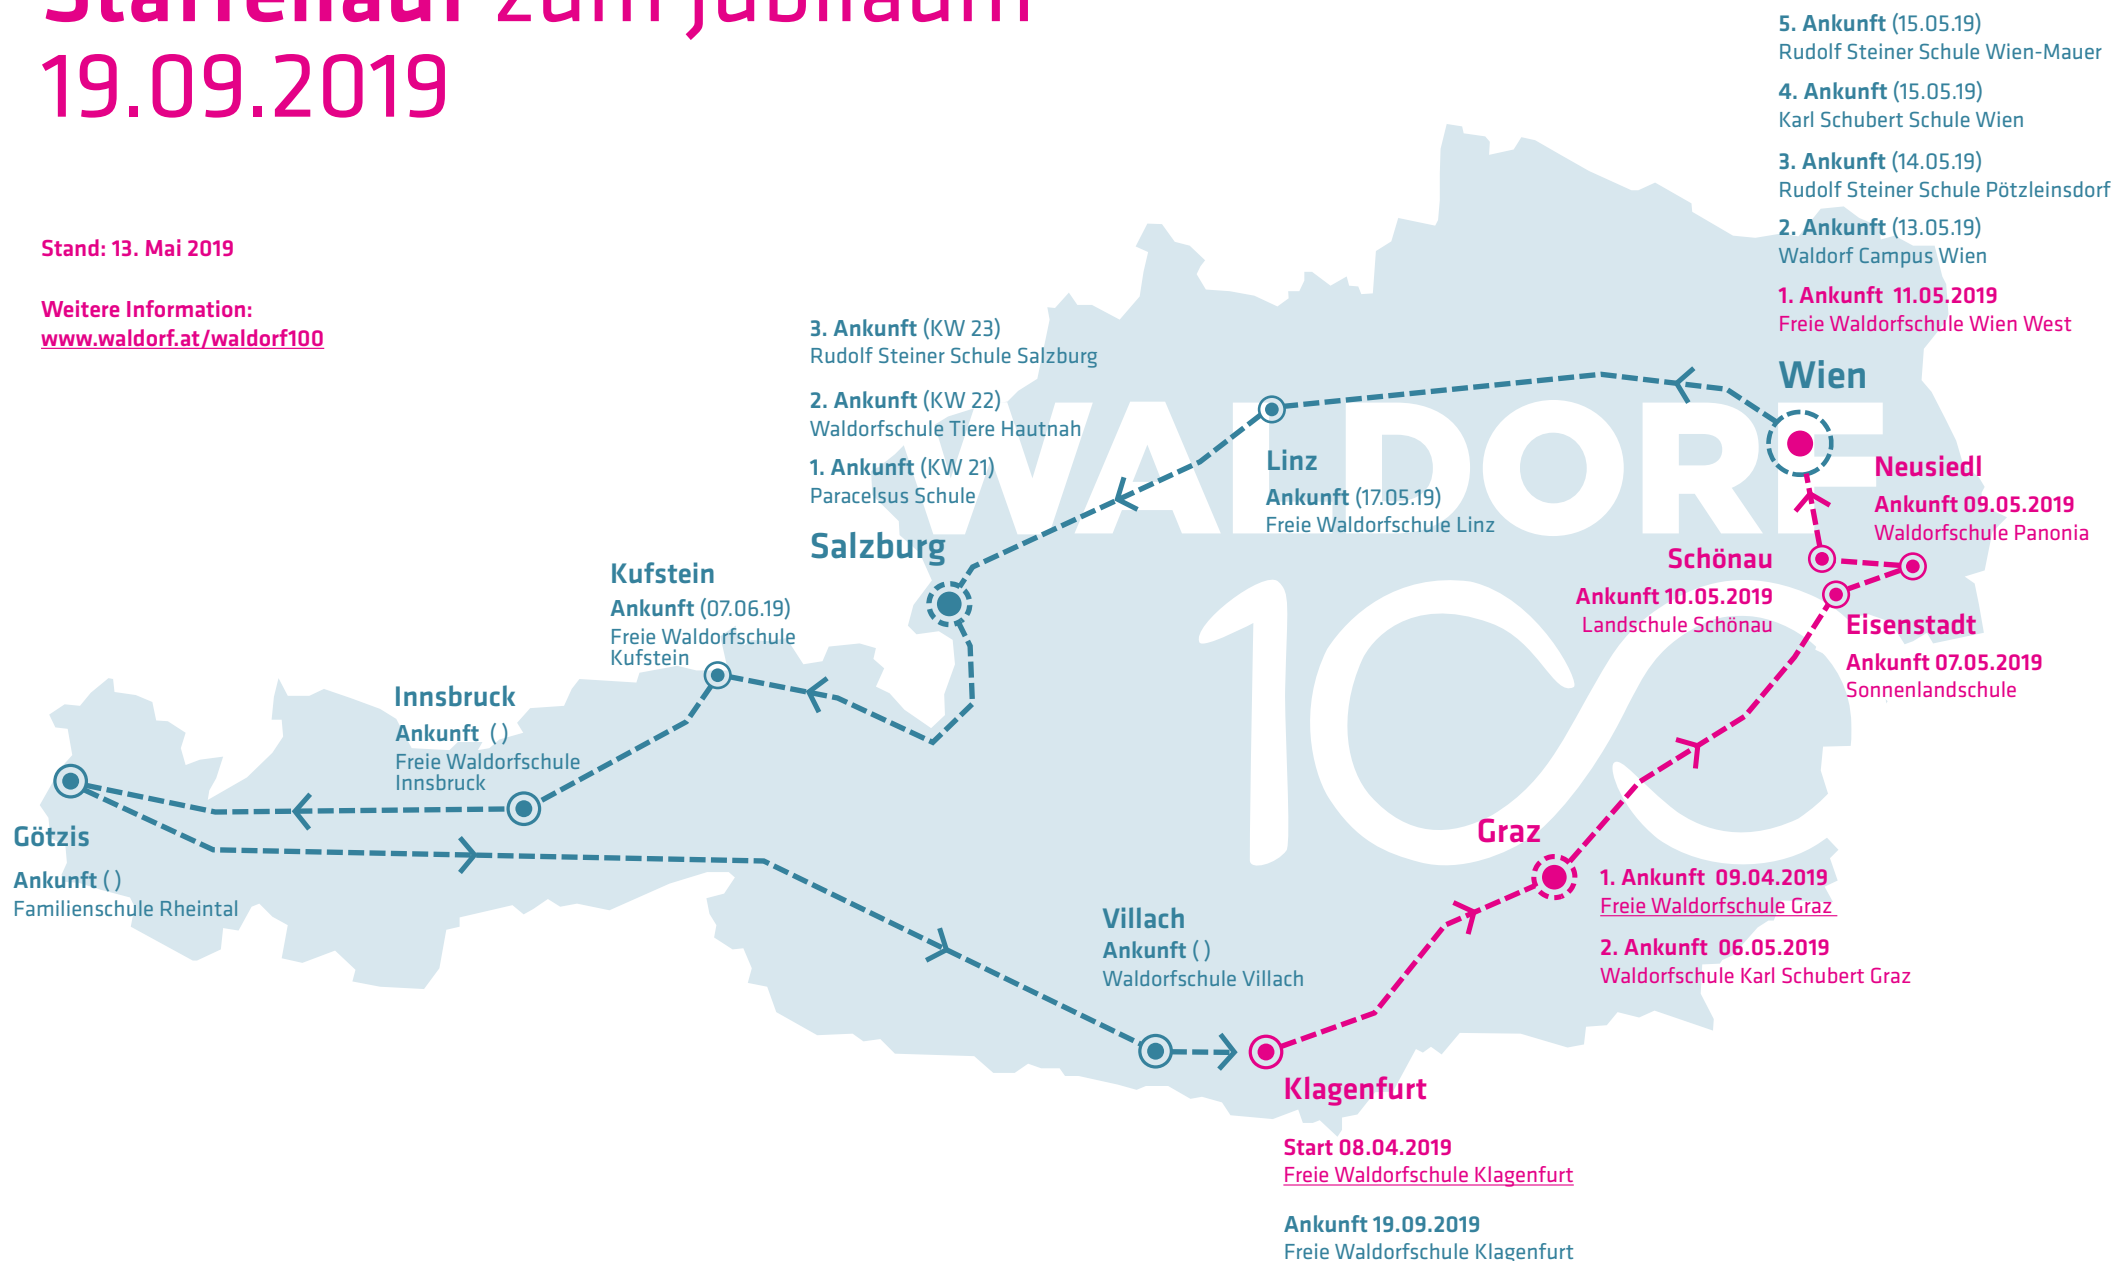 Staffellauf zum Jubiläum
19.09.2019
Stand: 13. Mai 2019
Weitere Information:
www.waldorf.at/waldorf100
5. Ankunft (15.05.19)
Rudolf Steiner Schule Wien-Mauer
4. Ankunft (15.05.19)
Karl Schubert Schule Wien
3. Ankunft (14.05.19)
Rudolf Steiner Schule Pötzleinsdorf
2. Ankunft (13.05.19)
Waldorf Campus Wien
1. Ankunft 11.05.2019
Freie Waldorfschule Wien West
Wien
3. Ankunft (KW 23)
Rudolf Steiner Schule Salzburg
2. Ankunft (KW 22)
Waldorfschule Tiere Hautnah
1. Ankunft (KW 21)
Paracelsus Schule
Salzburg
WALDORF
100
Linz
Ankunft (17.05.19)
Freie Waldorfschule Linz
Neusiedl
Ankunft 09.05.2019
Waldorfschule Panonia
Schönau
Ankunft 10.05.2019
Landschule Schönau
Eisenstadt
Ankunft 07.05.2019
Sonnenlandschule
Kufstein
Ankunft (07.06.19)
Freie Waldorfschule
Kufstein
Innsbruck
Ankunft ( )
Freie Waldorfschule
Innsbruck
Götzis
Ankunft ( )
Familienschule Rheintal
Graz
1. Ankunft 09.04.2019
Freie Waldorfschule Graz
2. Ankunft 06.05.2019
Waldorfschule Karl Schubert Graz
Villach
Ankunft ( )
Waldorfschule Villach
Klagenfurt
Start 08.04.2019
Freie Waldorfschule Klagenfurt
Ankunft 19.09.2019
Freie Waldorfschule Klagenfurt